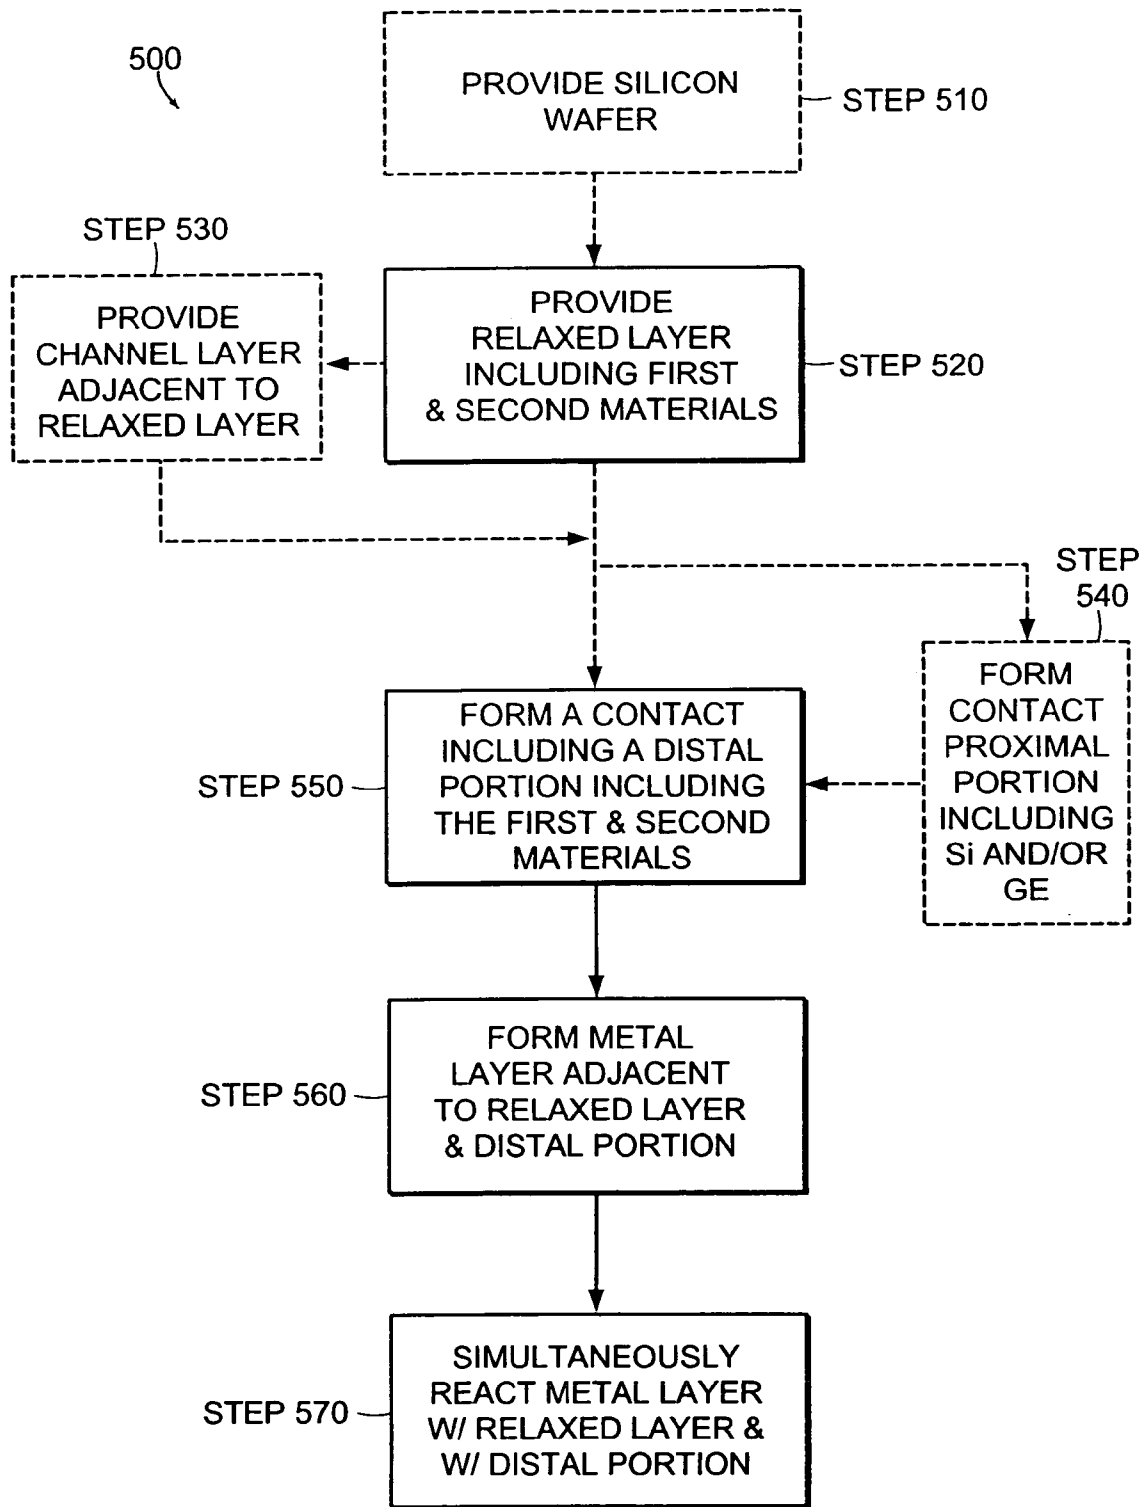 500
PROVIDE SILICON
WAFER
STEP 510
STEP 530
PROVIDE
CHANNEL LAYER
ADJACENT TO
RELAXED LAYER
PROVIDE
RELAXED LAYER
INCLUDING FIRST
& SECOND MATERIALS
STEP 520
STEP
540
FORM
CONTACT
PROXIMAL
PORTION
INCLUDING
Si AND/OR
GE
STEP 550
FORM A CONTACT
INCLUDING A DISTAL
PORTION INCLUDING
THE FIRST & SECOND
MATERIALS
STEP 560
FORM METAL
LAYER ADJACENT
TO RELAXED LAYER
& DISTAL PORTION
STEP 570
SIMULTANEOUSLY
REACT METAL LAYER
W/ RELAXED LAYER &
W/ DISTAL PORTION